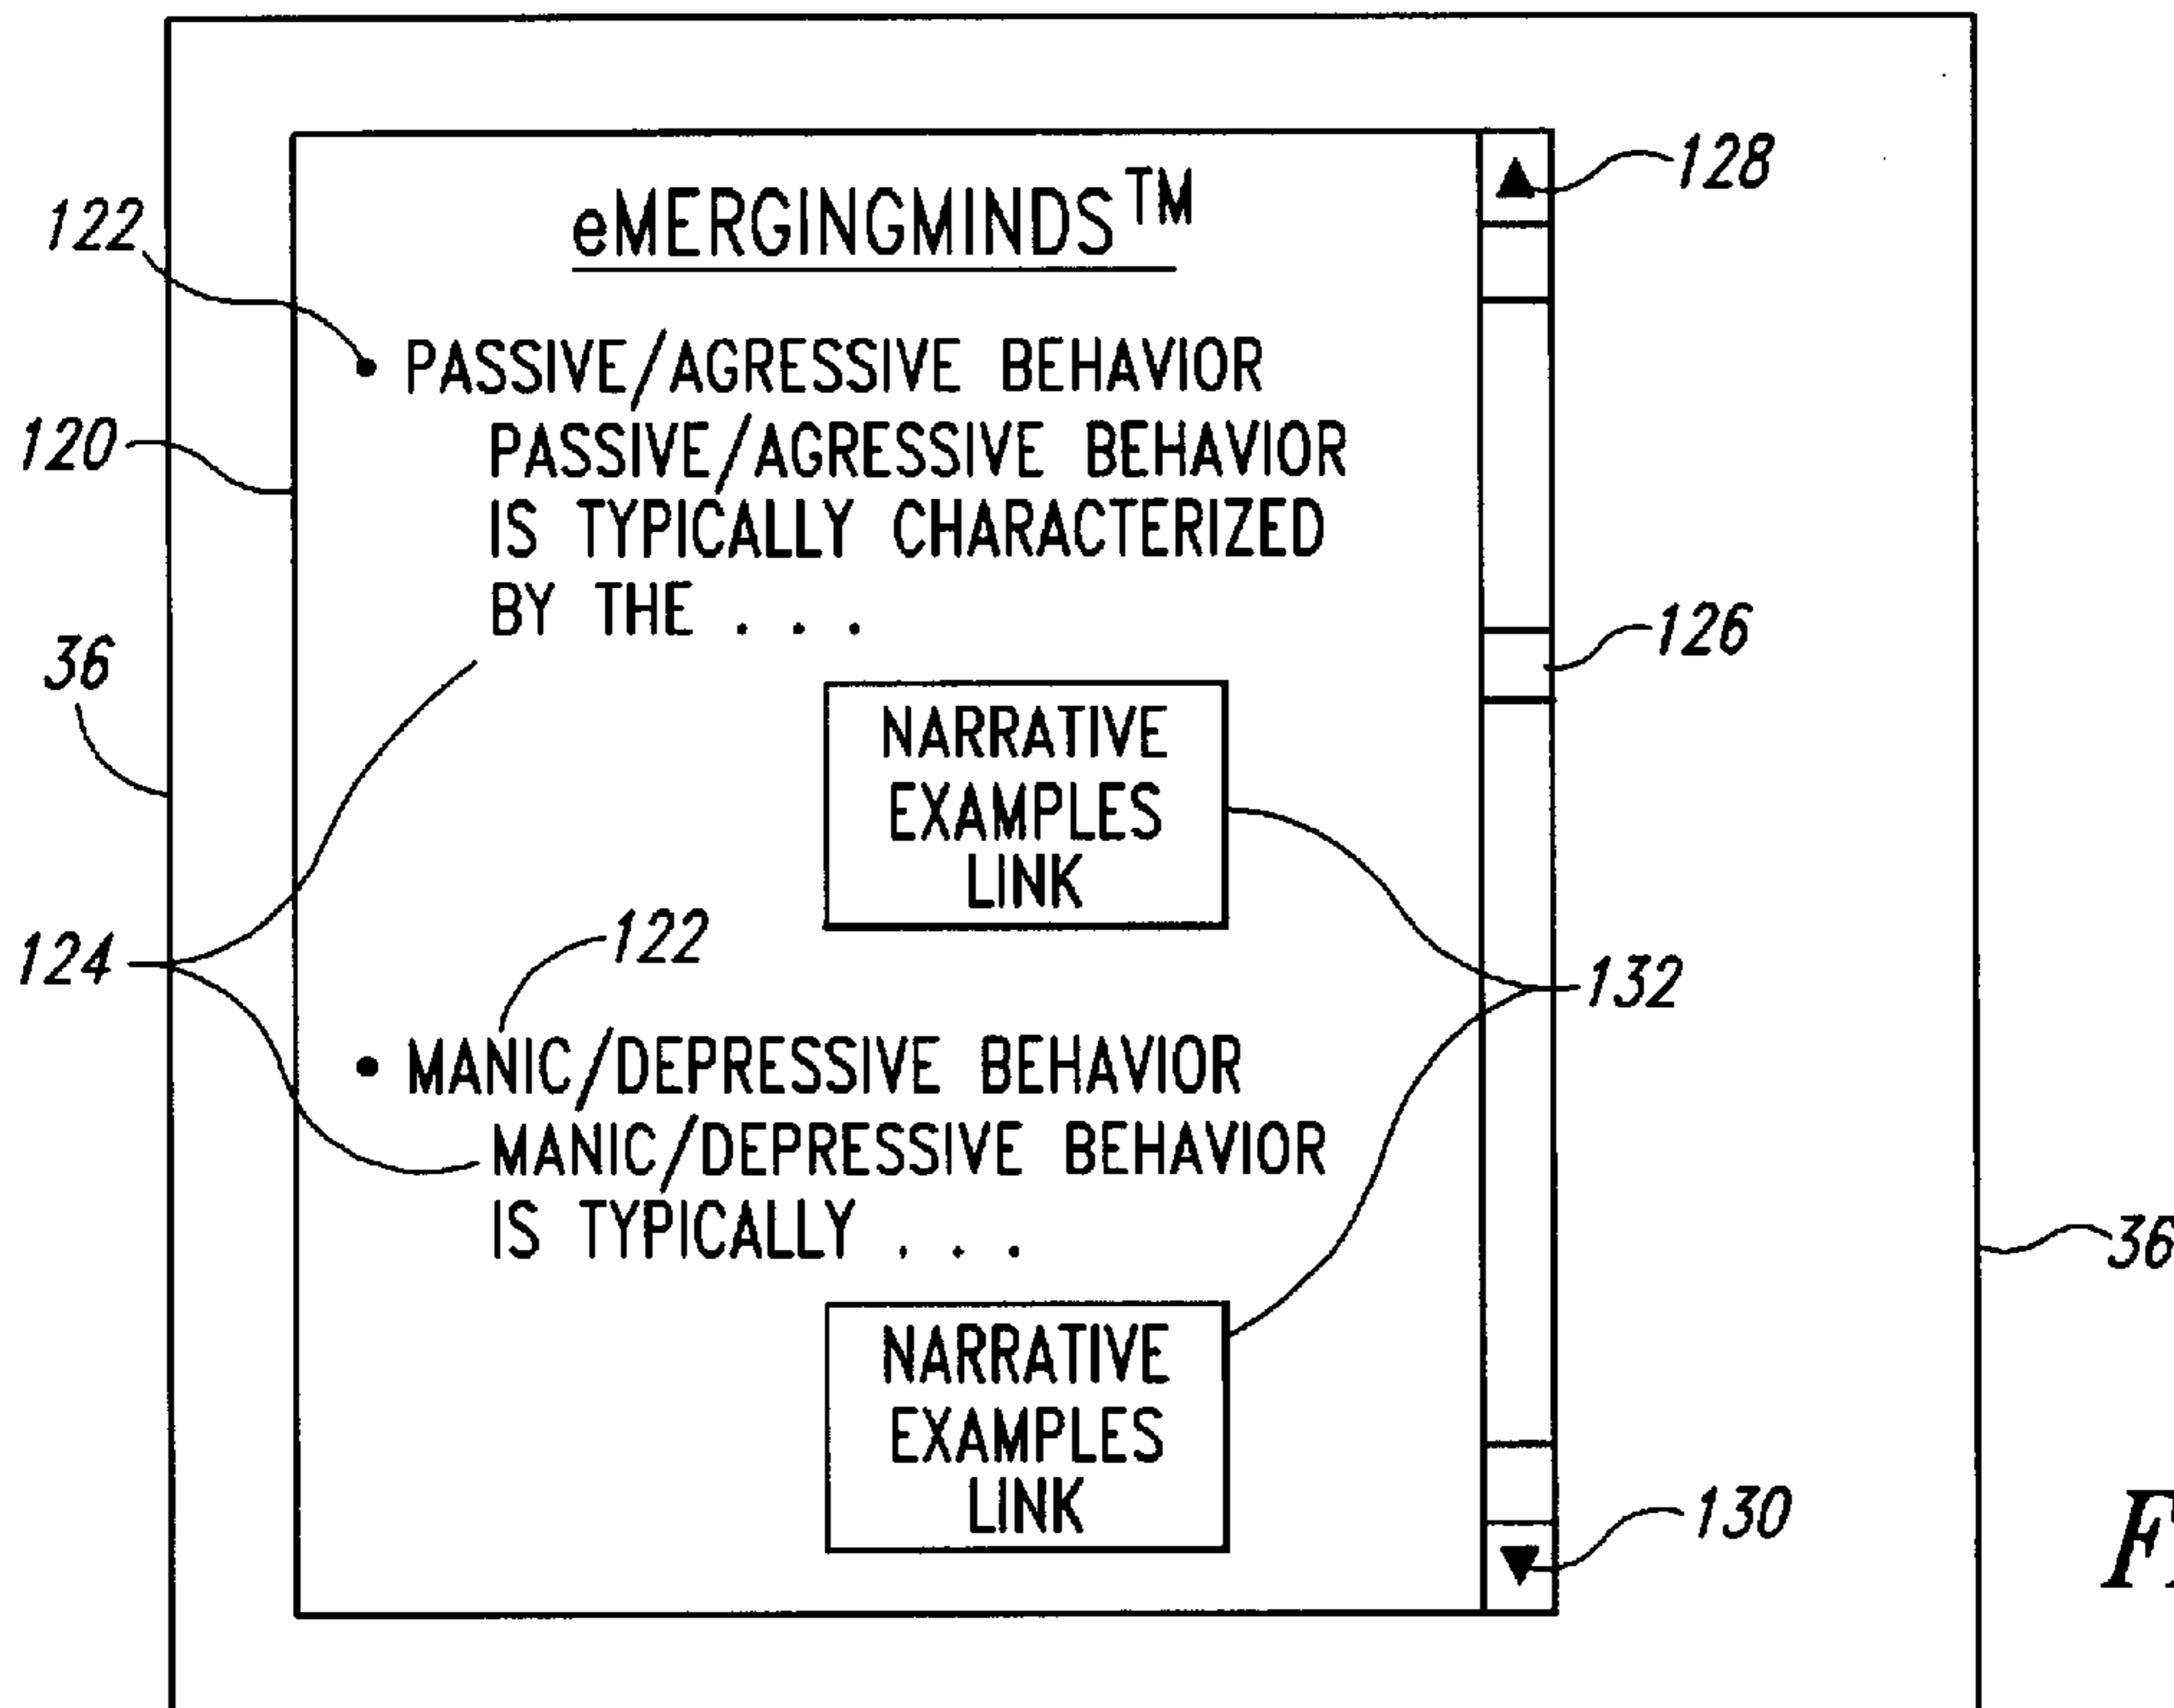 eMERGINGMINDS™
128
122
• PASSIVE/AGRESSIVE BEHAVIOR
120
PASSIVE/AGRESSIVE BEHAVIOR
IS TYPICALLY CHARACTERIZED
BY THE . . .
126
36
NARRATIVE
EXAMPLES
LINK
124
122
132
• MANIC/DEPRESSIVE BEHAVIOR
MANIC/DEPRESSIVE BEHAVIOR
IS TYPICALLY . . .
36
NARRATIVE
EXAMPLES
LINK
130